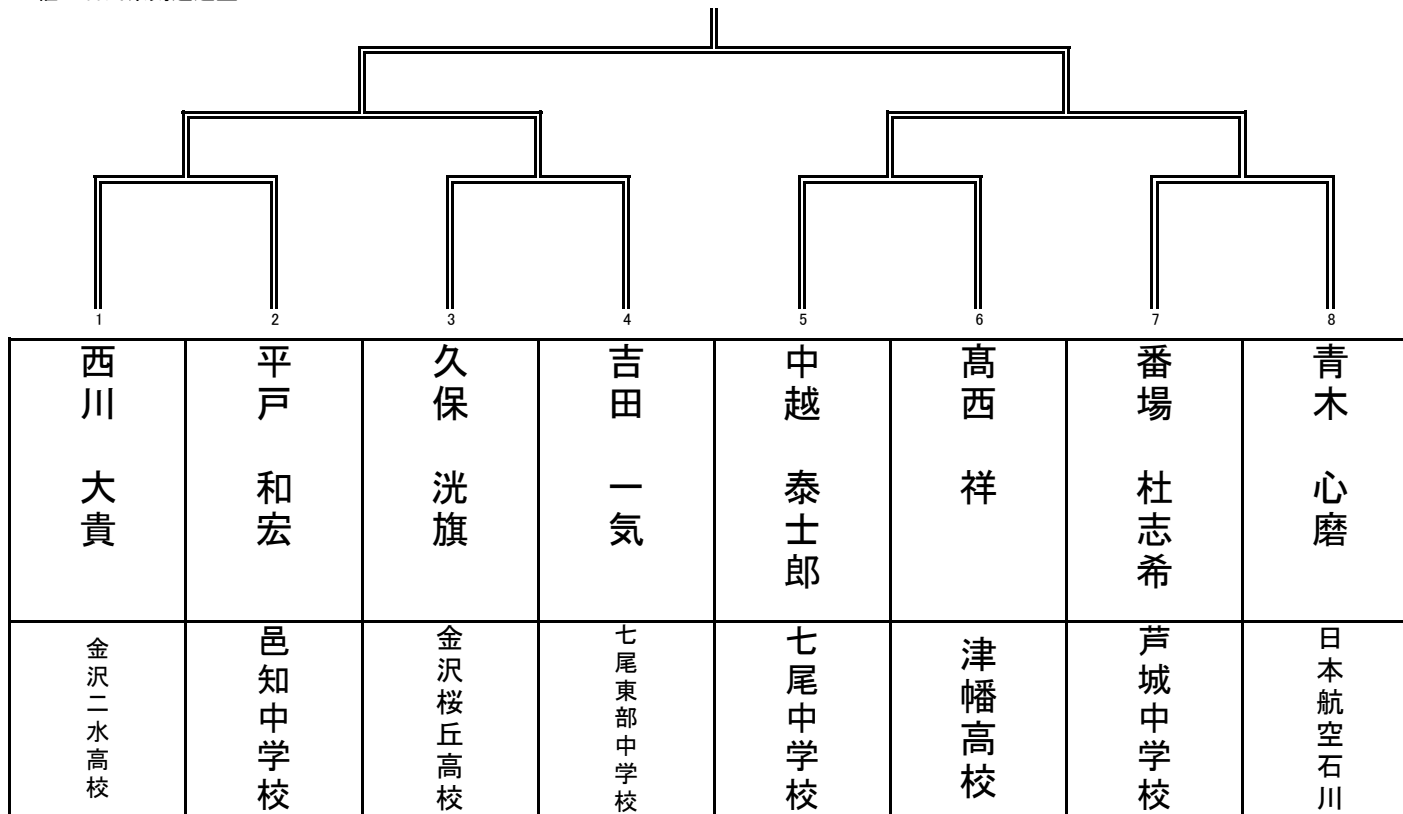 1
2
3
4
5
6
7
8
西川 大貴
平戸 和宏
久保 洸旗
吉田 一気
中越 泰士郎
髙西 祥
番場 杜志希
青木 心磨
金沢二水高校
邑知中学校
金沢桜丘高校
七尾東部中学校
七尾中学校
津幡高校
芦城中学校
日本航空石川